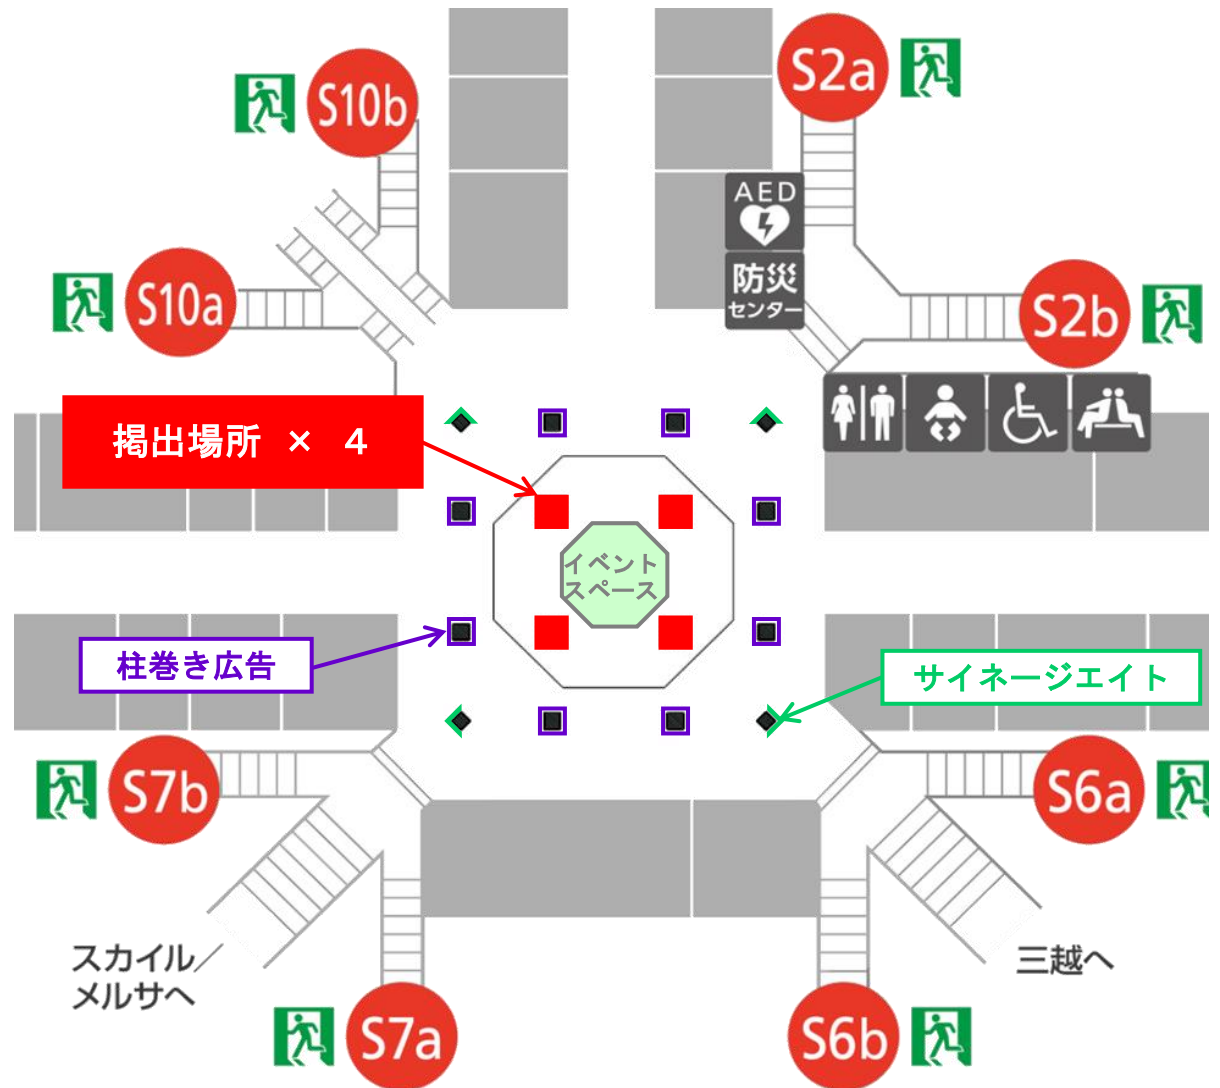 S2a
S10b
AED
防災
センター
S10a
S2b
掲出場所 × 4
イベント
スペース
柱巻き広告
サイネージエイト
S7b
S6a
スカイル/
メルサへ
三越へ
S7a
S6b